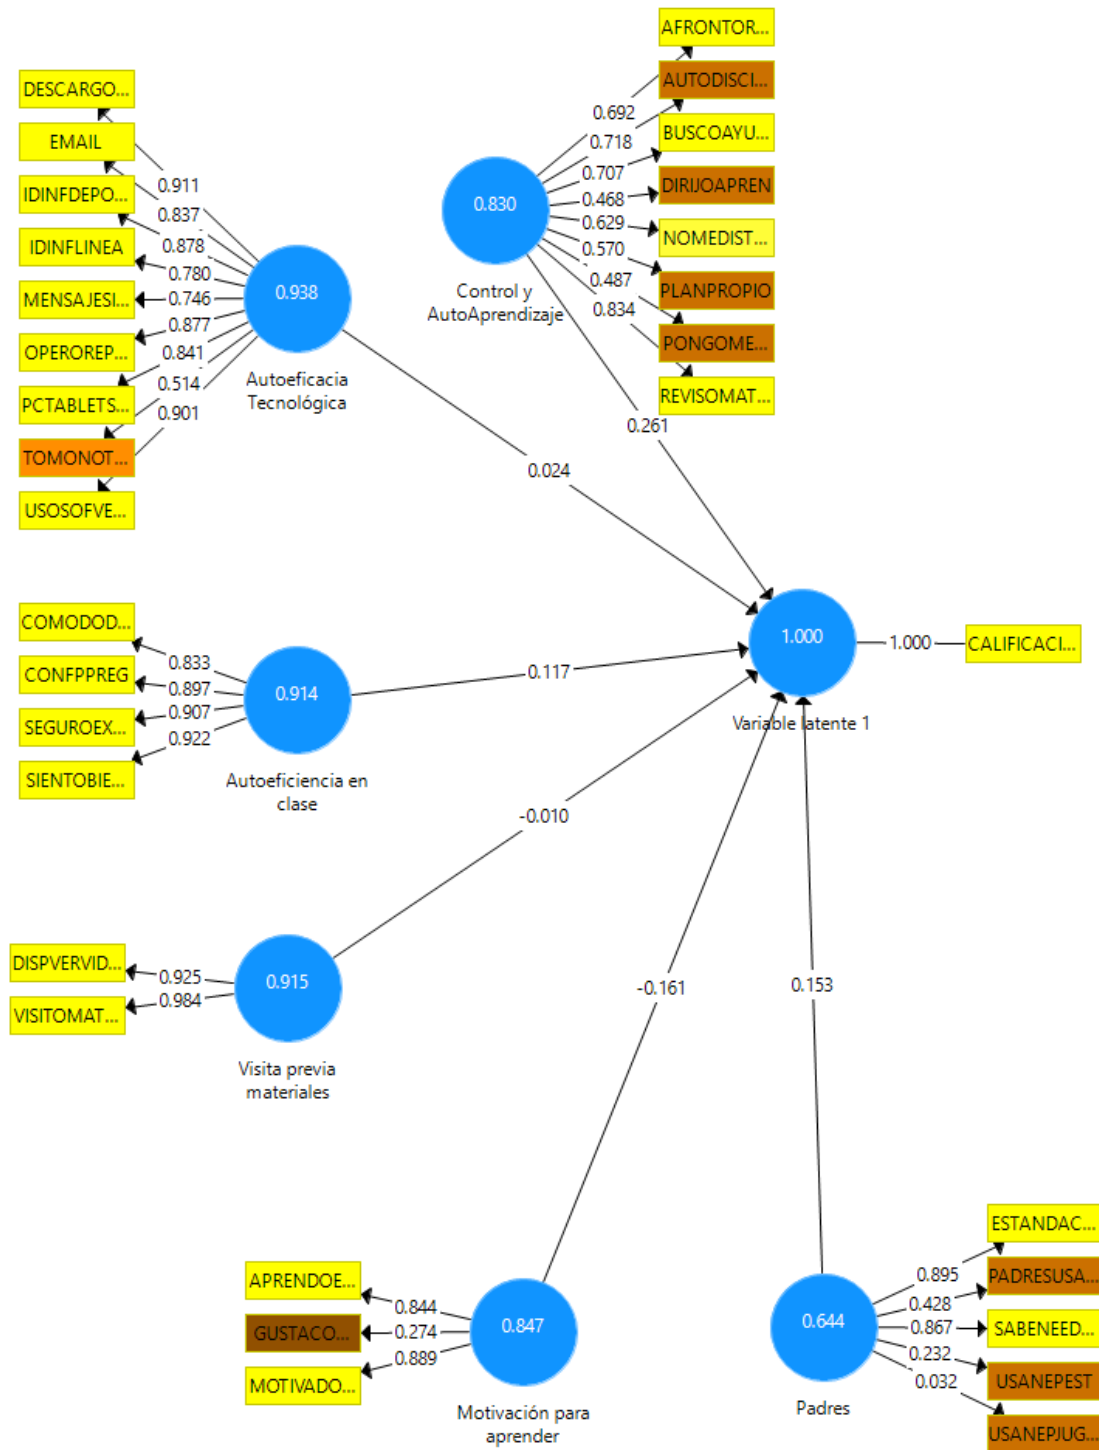 AFRONTOR...
AUTODISCI...
BUSCOAYU...
DIRIJOAPREN
NOMEDIST...
PLANPROPIO
PONGOME...
REVISOMAT...
0.692
0.718
0.707
0.468
0.629
0.570
0.487
0.834
0.830
Control y
AutoAprendizaje
0.261
DESCARGO...
EMAIL
IDINFDEPO...
IDINFLINEA
MENSAJESI...
OPEROREP...
PCTABLETS...
TOMONOT...
USOSOFVE...
0.911
0.837
0.878
0.780
0.746
0.877
0.841
0.514
0.901
0.938
Autoeficacia
Tecnológica
0.024
COMODOD...
CONFPPREG
SEGUROEX...
SIENTOBIE...
0.833
0.897
0.907
0.922
0.914
Autoeficiencia en
clase
0.117
1.000
Variable latente 1
1.000
CALIFICACI...
DISPVERVID...
VISITOMAT...
0.925
0.984
0.915
Visita previa
materiales
-0.010
-0.161
0.153
APRENDOE...
GUSTACO...
MOTIVADO...
0.844
0.274
0.889
0.847
Motivación para
aprender
0.644
Padres
0.895
0.428
0.867
0.232
0.032
ESTANDAC...
PADRESUSA...
SABENEED...
USANEPEST
USANEPJUG...